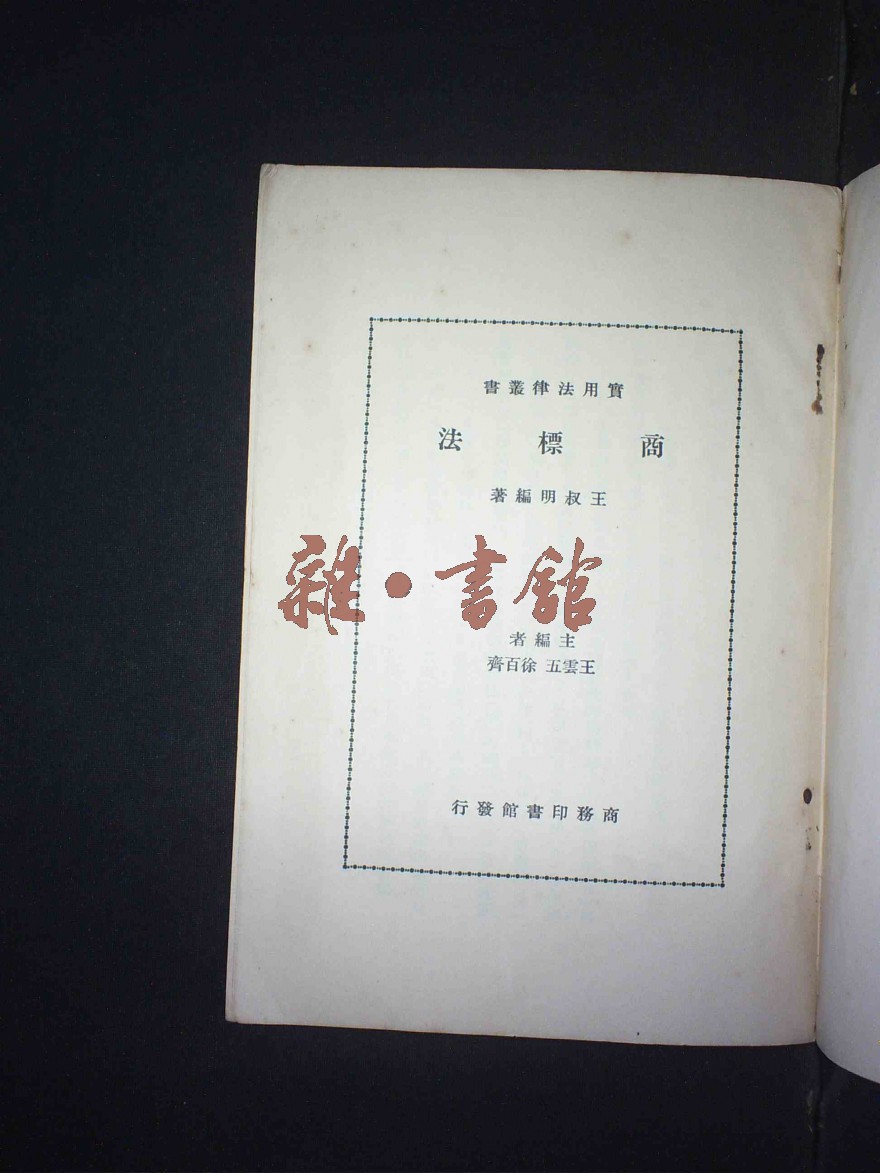 實用法律叢書
商標法
王叔明編著
雜·書館
主編者
王雲五 徐百齊
商務印書館發行